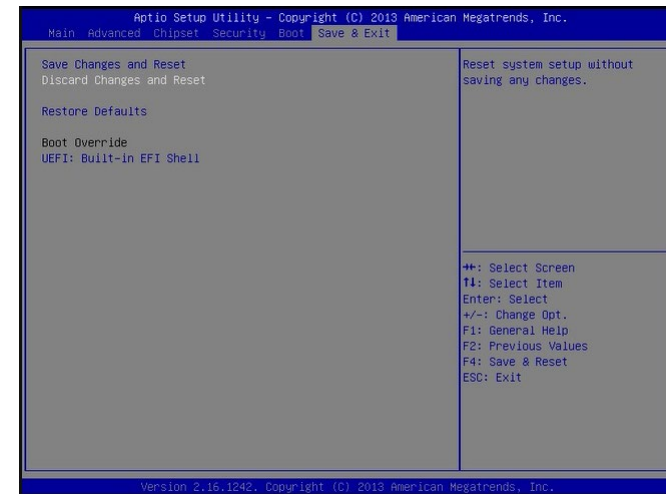 Aptio Setup Utility – Copyright (C) 2013 American Megatrends, Inc.
Main Advanced Chipset Security Boot Save & Exit
Save Changes and Reset
Discard Changes and Reset
Restore Defaults
Boot Override
UEFI: Built-in EFI Shell
Reset system setup without
saving any changes.
→←: Select Screen
↑↓: Select Item
Enter: Select
+/-: Change Opt.
F1: General Help
F2: Previous Values
F4: Save & Reset
ESC: Exit
Version 2.16.1242. Copyright (C) 2013 American Megatrends, Inc.